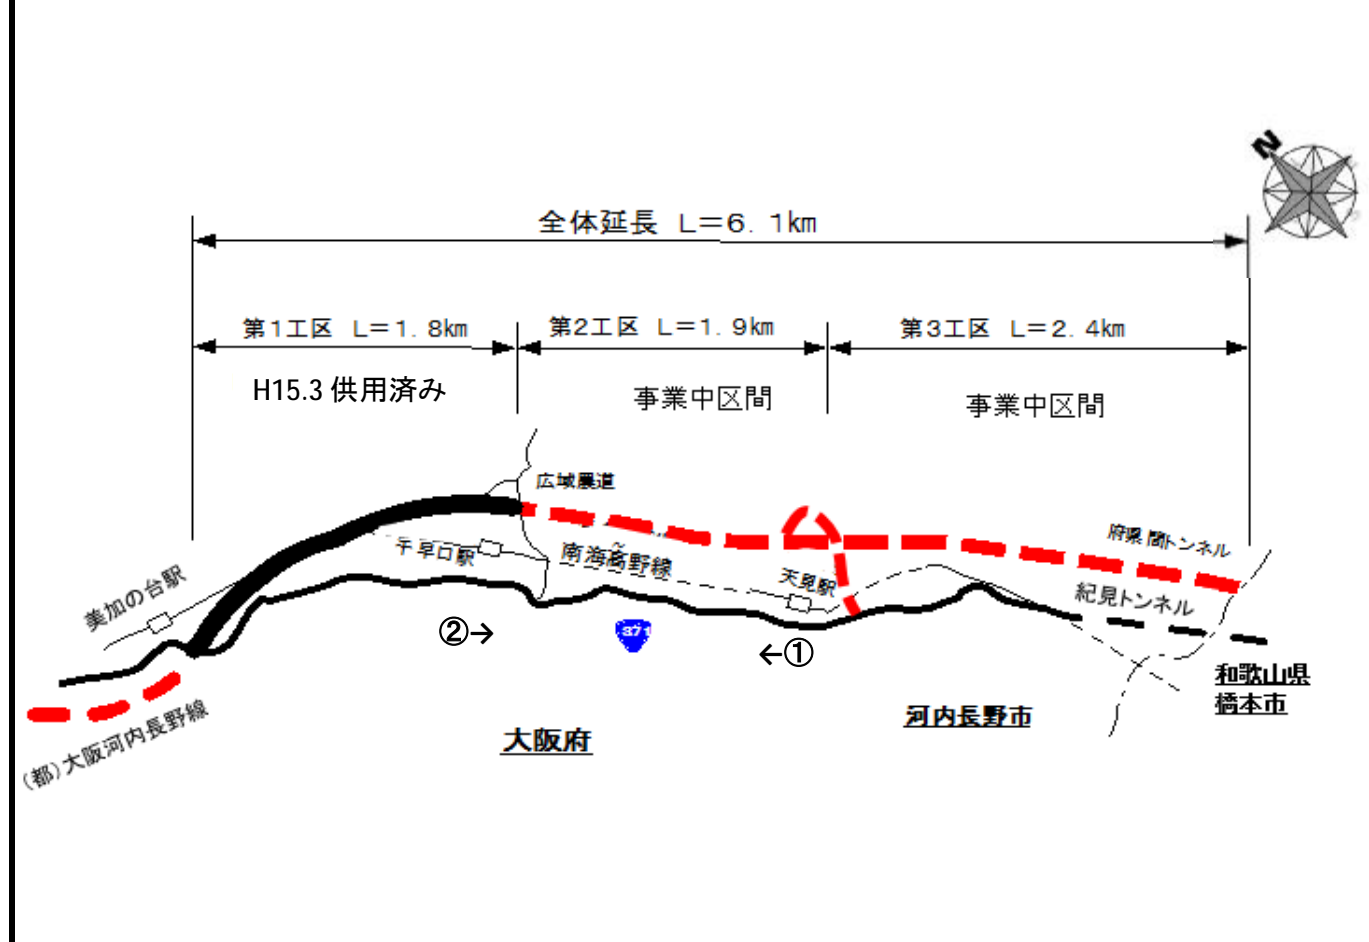 N
全体延長 L=6.1km
第1工区 L=1.8km
第2工区 L=1.9km
第3工区 L=2.4km
H15.3 供用済み
事業中区間
事業中区間
広域農道
府県間トンネル
千早口駅
南海高野線
天見駅
美加の台駅
紀見トンネル
②→
371
←①
和歌山県
橋本市
(都)大阪河内長野線
河内長野市
大阪府